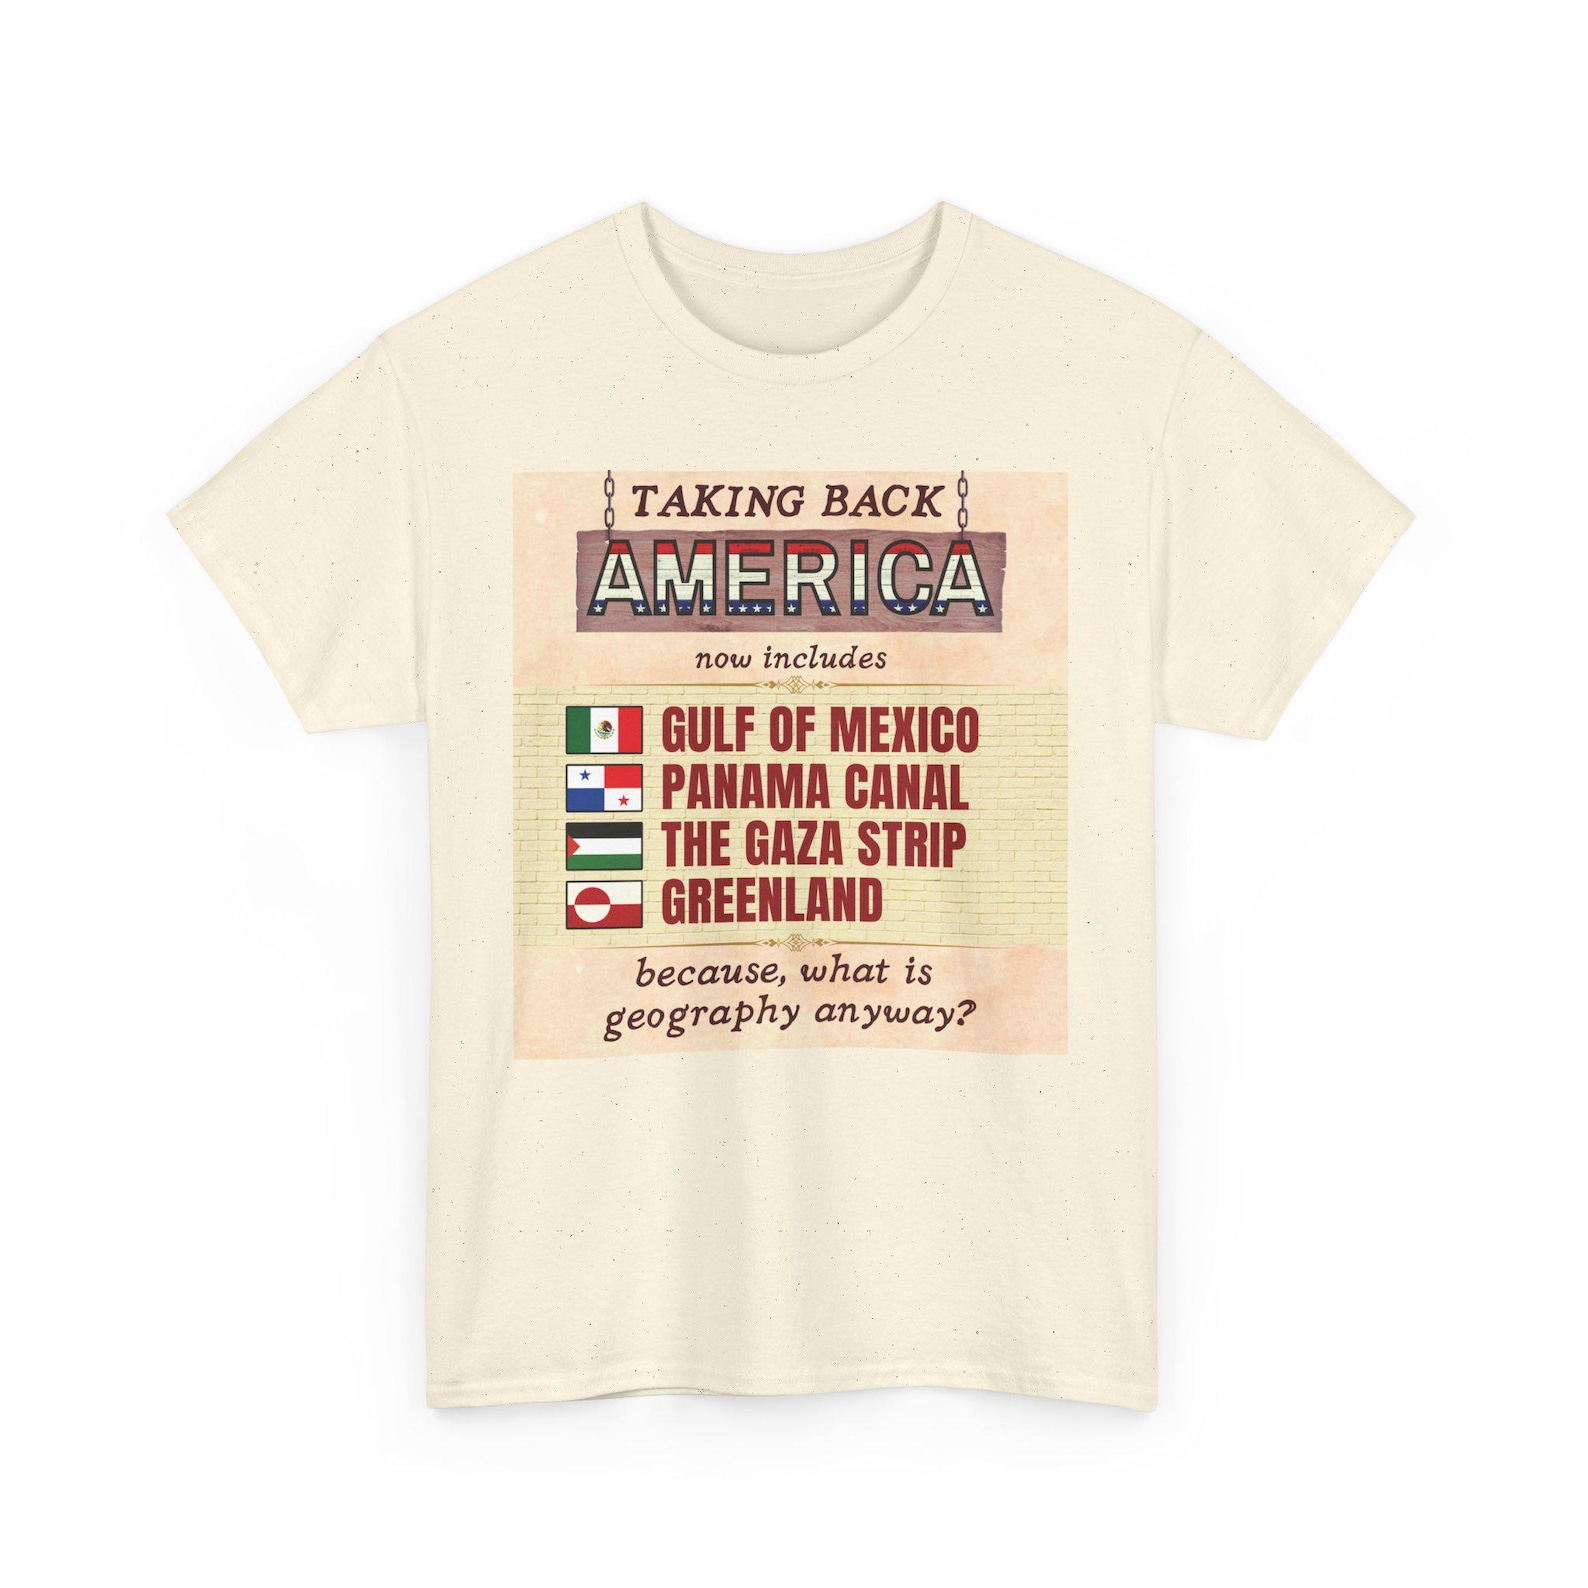 TAKING BACK
AMERICA
now includes
GULF OF MEXICO
PANAMA CANAL
THE GAZA STRIP
GREENLAND
because, what is
geography anyway?